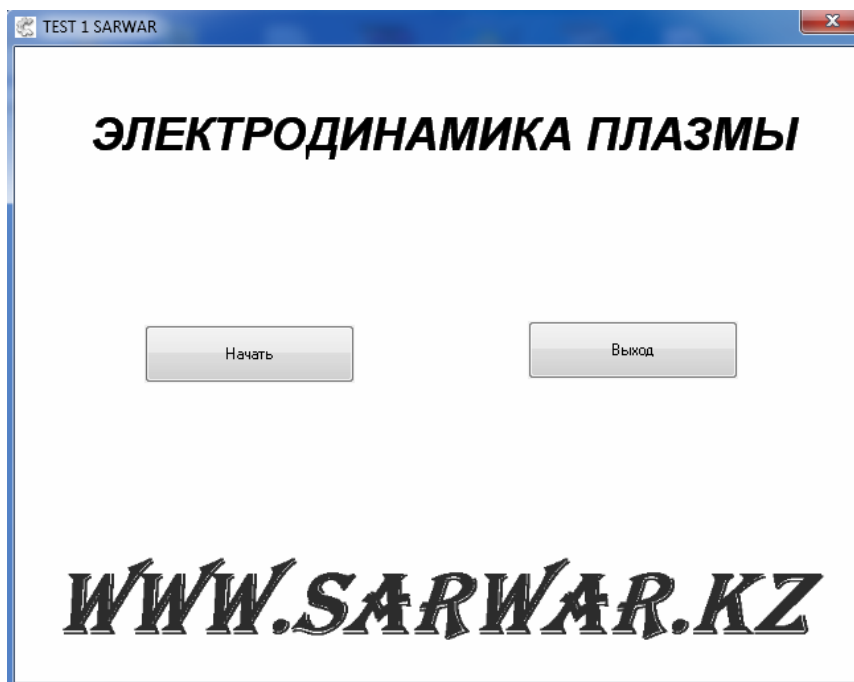 TEST 1 SARWAR
ЭЛЕКТРОДИНАМИКА ПЛАЗМЫ
Начать
Выход
WWW.SARWAR.KZ